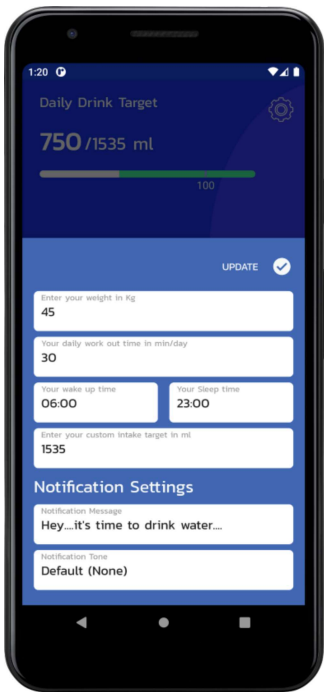 1:20
Daily Drink Target
750 /1535 ml
100
UPDATE
Enter your weight in Kg
45
Your daily work out time in min/day
30
Your wake up time
06:00
Your Sleep time
23:00
Enter your custom intake target in ml
1535
Notification Settings
Notification Message
Hey....it's time to drink water....
Notification Tone
Default (None)